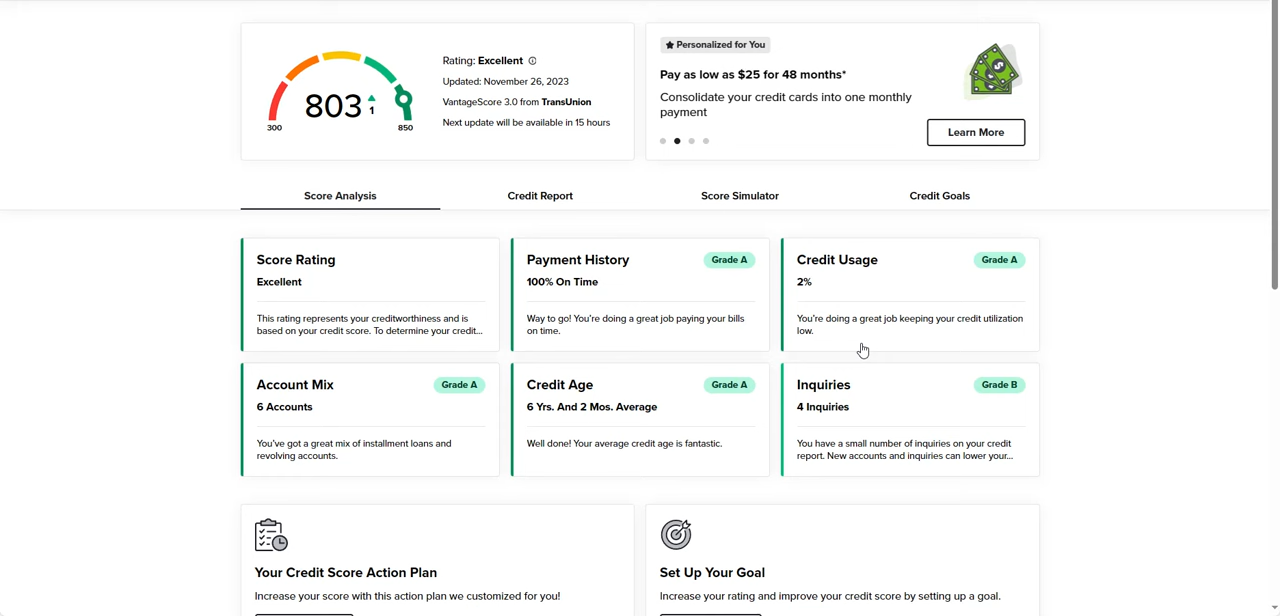 803
1
300
850
Rating: Excellent
Updated: November 26, 2023
VantageScore 3.0 from TransUnion
Next update will be available in 15 hours
Personalized for You
Pay as low as $25 for 48 months*
Consolidate your credit cards into one monthly
payment
Learn More
Score Analysis
Credit Report
Score Simulator
Credit Goals
Score Rating
Excellent
This rating represents your creditworthiness and is
based on your credit score. To determine your credit...
Payment History
Grade A
100% On Time
Way to go! You're doing a great job paying your bills
on time.
Credit Usage
Grade A
2%
You're doing a great job keeping your credit utilization
low.
Account Mix
Grade A
6 Accounts
You've got a great mix of installment loans and
revolving accounts.
Credit Age
Grade A
6 Yrs. And 2 Mos. Average
Well done! Your average credit age is fantastic.
Inquiries
Grade B
4 Inquiries
You have a small number of inquiries on your credit
report. New accounts and inquiries can lower your...
Your Credit Score Action Plan
Increase your score with this action plan we customized for you!
Set Up Your Goal
Increase your rating and improve your credit score by setting up a goal.